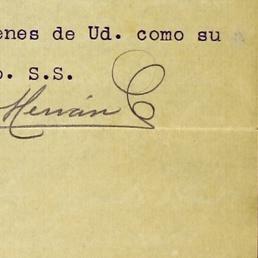 enes de Ud. como su
o. S.S.
Hernán C